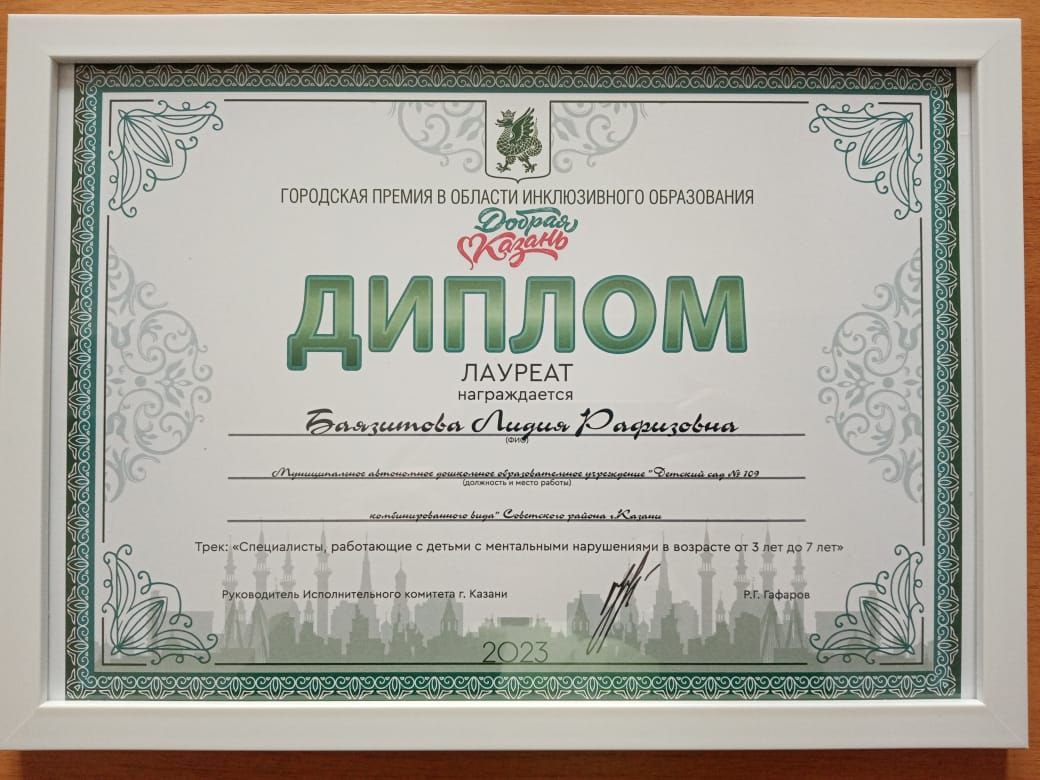 ГОРОДСКАЯ ПРЕМИЯ В ОБЛАСТИ ИНКЛЮЗИВНОГО ОБРАЗОВАНИЯ
Добрая
Казань
ДИПЛОМ
ЛАУРЕАТ
награждается
Баязитова Лидия Рафизовна
(ФИО)
Муниципальное автономное дошкольное образовательное учреждение "Детский сад № 109
(должность и место работы)
комбинированного вида" Советского района г.Казани
Трек: «Специалисты, работающие с детьми с ментальными нарушениями в возрасте от 3 лет до 7 лет»
Руководитель Исполнительного комитета г. Казани Р.Г. Гафаров
2023